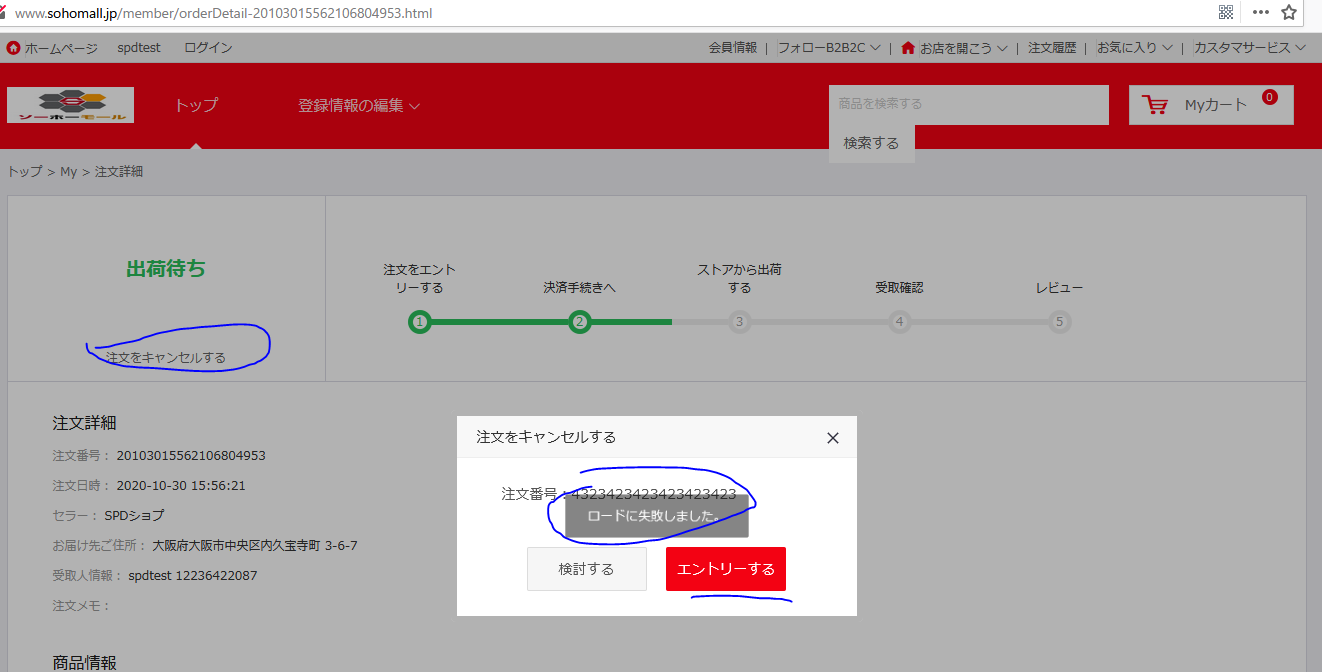 www.sohomall.jp/member/orderDetail-20103015562106804953.html
ホームページ spdtest ログイン 会員情報 | フォローB2B2C | お店を開こう | 注文履歴 | お気に入り | カスタマサービス
トップ 登録情報の編集 商品を検索する Myカート 0
検索する
トップ > My > 注文詳細
出荷待ち
注文をキャンセルする
注文をエント
リーする
決済手続きへ
ストアから出荷
する
受取確認
レビュー
1 2 3 4 5
注文詳細
注文番号： 20103015562106804953
注文日時： 2020-10-30 15:56:21
セラー： SPDショプ
お届け先ご住所： 大阪府大阪市中央区内久宝寺町 3-6-7
受取人情報： spdtest 12236422087
注文メモ：
商品情報
注文をキャンセルする
注文番号：4323423423423423423
ロードに失敗しました。
検討する エントリーする